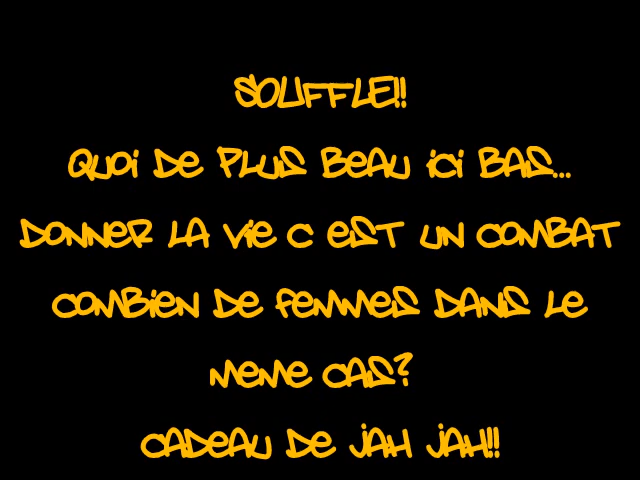 SOUFFLE!!
QUOI DE PLUS BEAU iCi BAS...
DONNER LA ViE C EST UN COMBAT
COMBiEN DE FEMMES DANS LE
MEME CAS?
CADEAU DE JAH JAH!!